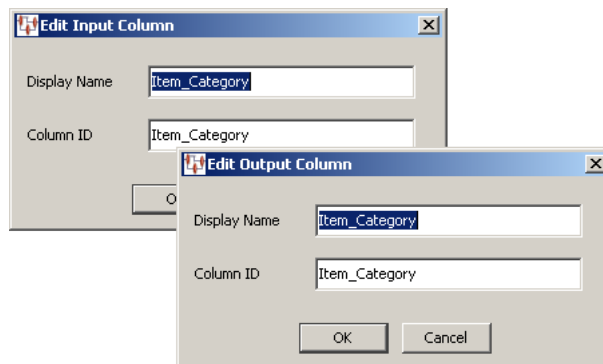 Edit Input Column
Display Name Item_Category
Column ID Item_Category
Edit Output Column
Display Name Item_Category
Column ID Item_Category
OK Cancel